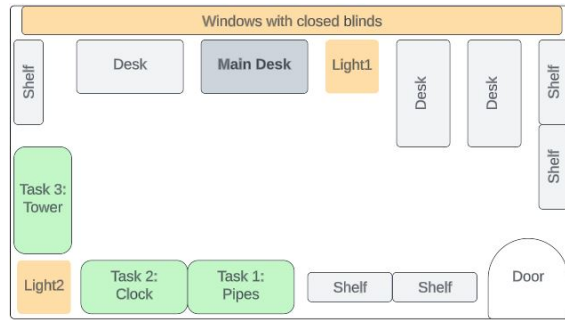 Windows with closed blinds
Shelf
Desk
Main Desk
Light1
Desk
Desk
Shelf
Shelf
Task 3:
Tower
Light2
Task 2:
Clock
Task 1:
Pipes
Shelf
Shelf
Door